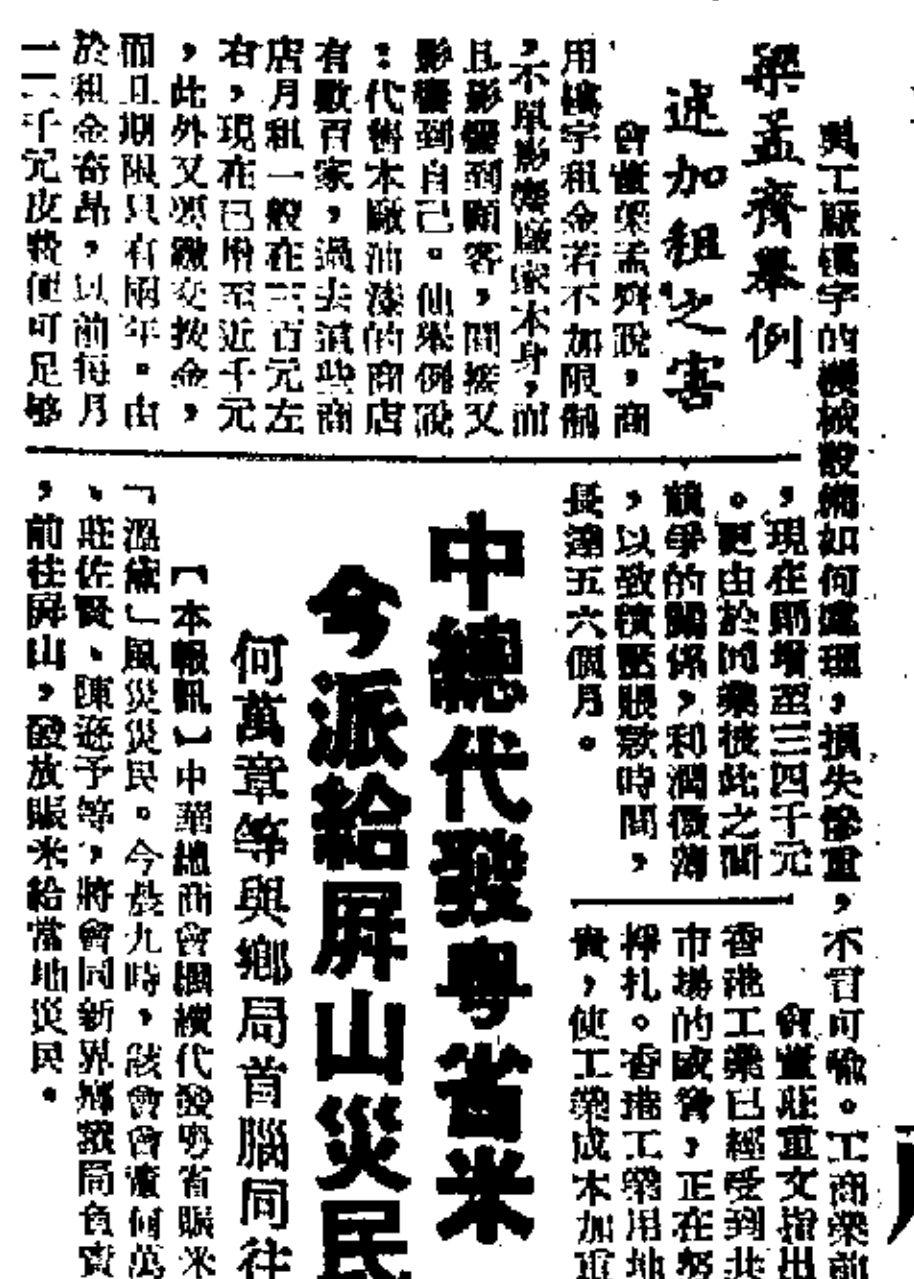 與工廠樓宇的機械設備如何處理,損失慘重,不言可喻。工商業前
梁孟齊舉例
述加租之害
會董梁孟齊說,商
用樓宇租金若不加限制
,不單影響廠家本身,而
且影響到顧客,間接又
影響到自己。他舉例說
:代售木廠油漆的商店
有數百家,過去這些商
店月租一般在三百元左
右,現在已增至近千元
,此外又要繳交按金,
而且期限只有兩年。由
於租金奇昂,以前每月
一二千元皮費便可足夠
,現在則增至三四千元
。更由於同業彼此之間
競爭的關係,利潤微薄
,以致積壓賬款時間,
長達五六個月。
會董莊重文指出
香港工業已經受到
市場的威脅,正在努
掙扎。香港工業用地
貴,使工業成本加重
中總代發粵省米
今派給屏山災民
何萬章等與鄉局首腦同往
【本報訊】中華總商會繼續代發粵省賑米
「溫黛」風災災民。今晨九時,該會會董何萬
、莊佐賢、陳遜予等,將會同新界鄉議局負責
,前往屏山,發放賑米給當地災民。